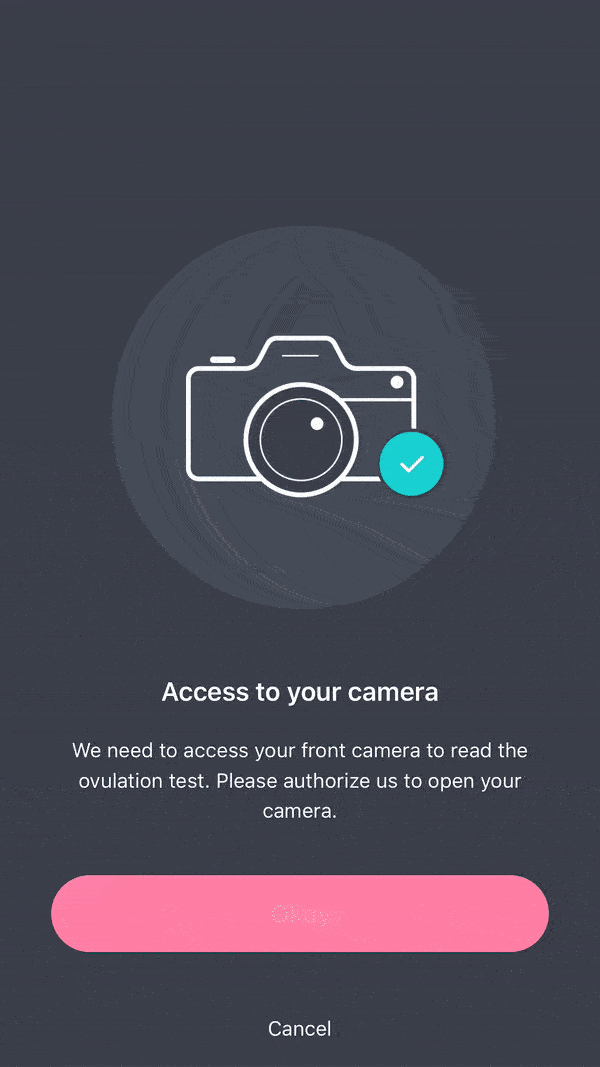 Access to your camera
We need to access your front camera to read the
ovulation test. Please authorize us to open your
camera.
Cancel